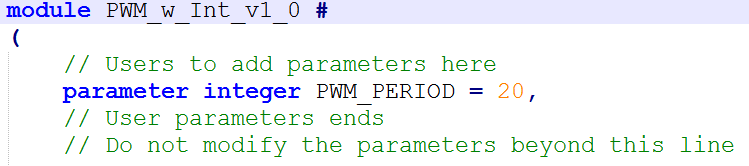 module PWM_w_Int_v1_0 #
(
// Users to add parameters here
parameter integer PWM_PERIOD = 20,
// User parameters ends
// Do not modify the parameters beyond this line